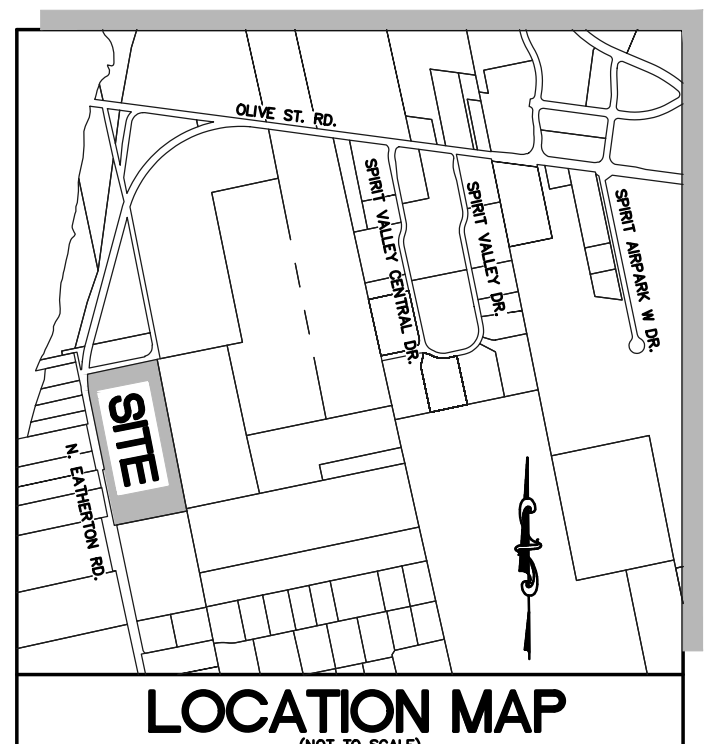 OLIVE ST. RD.
SPIRIT VALLEY CENTRAL DR.
SPIRIT VALLEY DR.
SPIRIT AIRPARK W DR.
SITE
N. EATHERTON RD.
LOCATION MAP
(NOT TO SCALE)